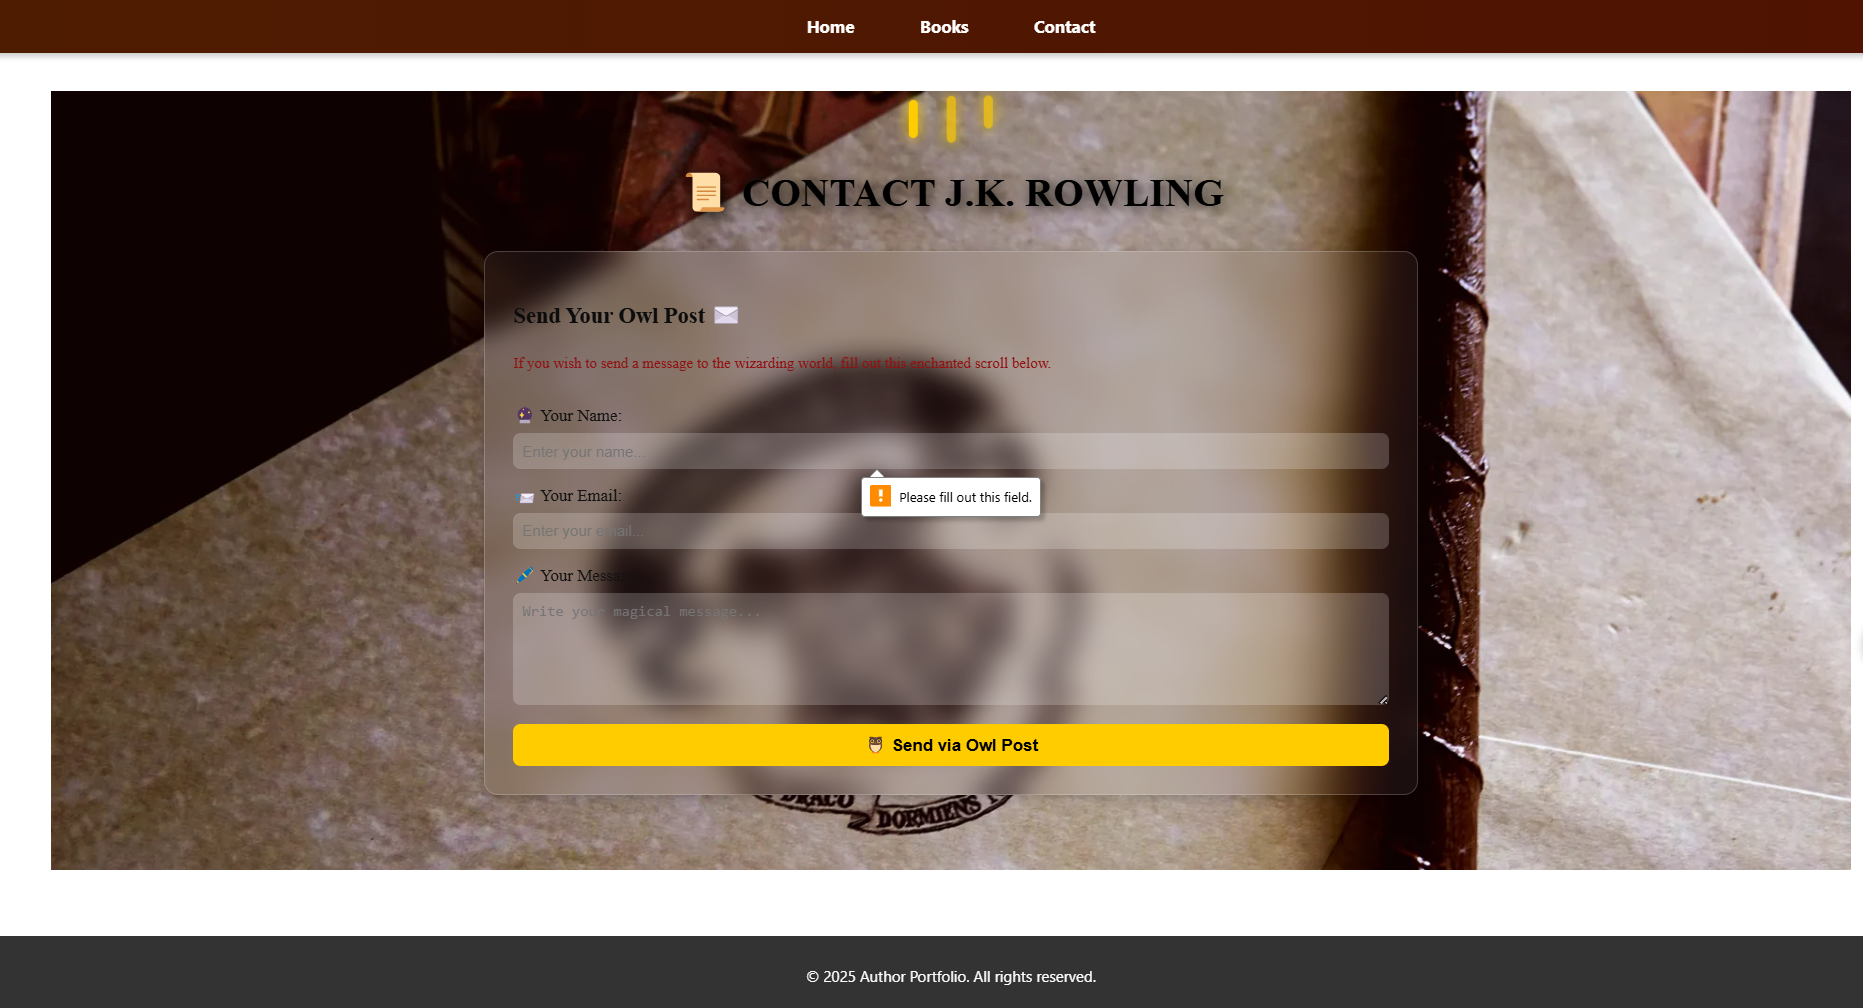 Home Books Contact
📜 CONTACT J.K. ROWLING
Send Your Owl Post ✉️
If you wish to send a message to the wizarding world, fill out this enchanted scroll below.
🔮 Your Name:
Enter your name...
Please fill out this field.
📨 Your Email:
Enter your email...
🖊️ Your Message:
Write your magical message...
🦉 Send via Owl Post
DRACO
DORMIENS
© 2025 Author Portfolio. All rights reserved.